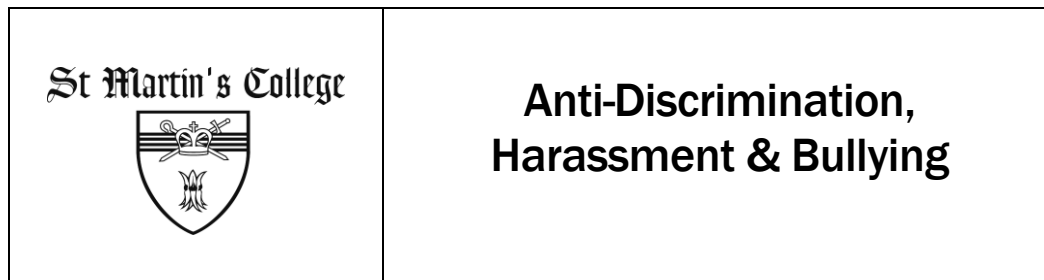 St Martin's College
Anti-Discrimination,
Harassment & Bullying